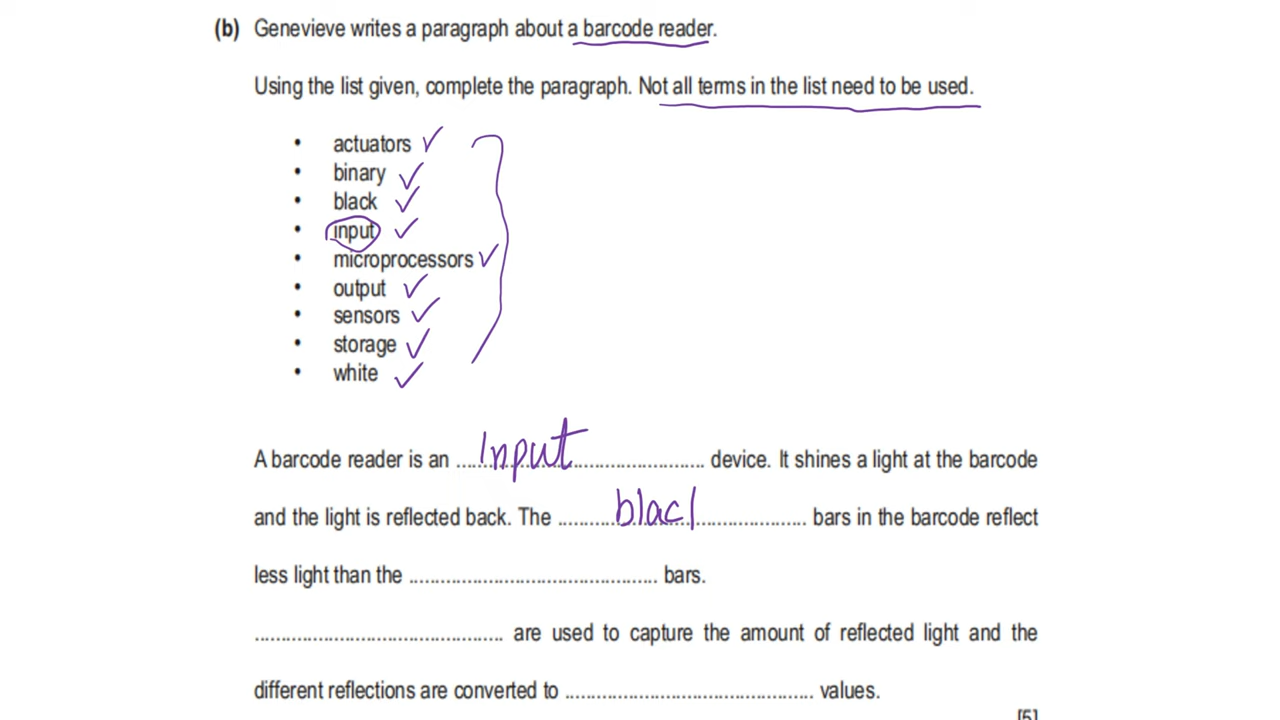 (b) Genevieve writes a paragraph about a barcode reader.
Using the list given, complete the paragraph. Not all terms in the list need to be used.
• actuators
• binary
• black
• input
• microprocessors
• output
• sensors
• storage
• white
A barcode reader is an ....Input.................... device. It shines a light at the barcode
and the light is reflected back. The ..........blacl.................. bars in the barcode reflect
less light than the ................................................ bars.
................................................ are used to capture the amount of reflected light and the
different reflections are converted to ................................................ values.
[5]